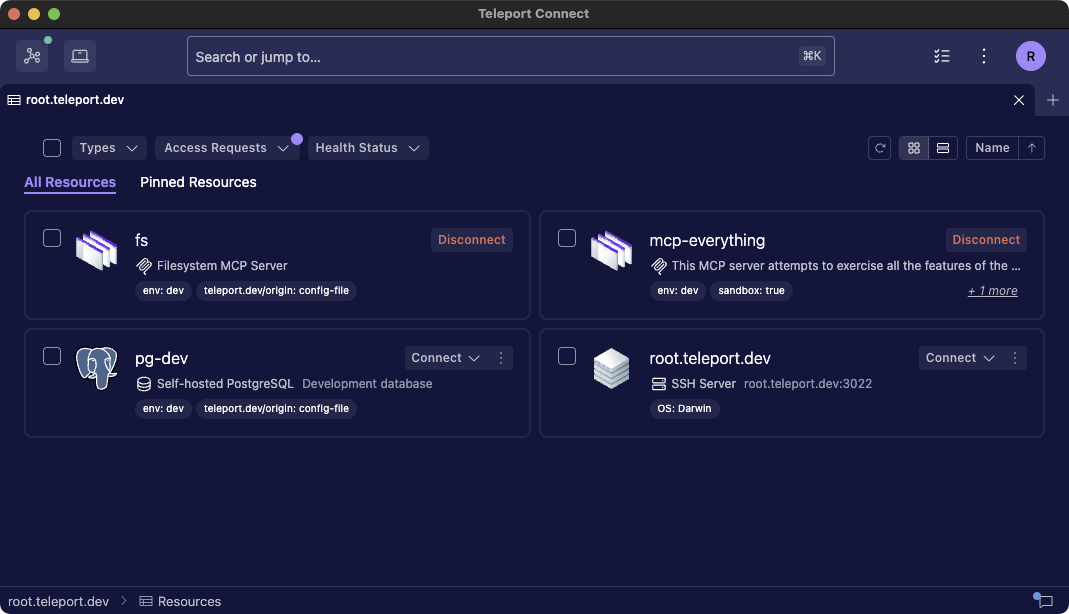 Teleport Connect
Search or jump to...
⌘K
R
root.teleport.dev
Types
Access Requests
Health Status
Name
All Resources
Pinned Resources
fs
Disconnect
Filesystem MCP Server
env: dev
teleport.dev/origin: config-file
mcp-everything
Disconnect
This MCP server attempts to exercise all the features of the ...
env: dev
sandbox: true
+ 1 more
pg-dev
Connect
Self-hosted PostgreSQL Development database
env: dev
teleport.dev/origin: config-file
root.teleport.dev
Connect
SSH Server root.teleport.dev:3022
OS: Darwin
root.teleport.dev
Resources